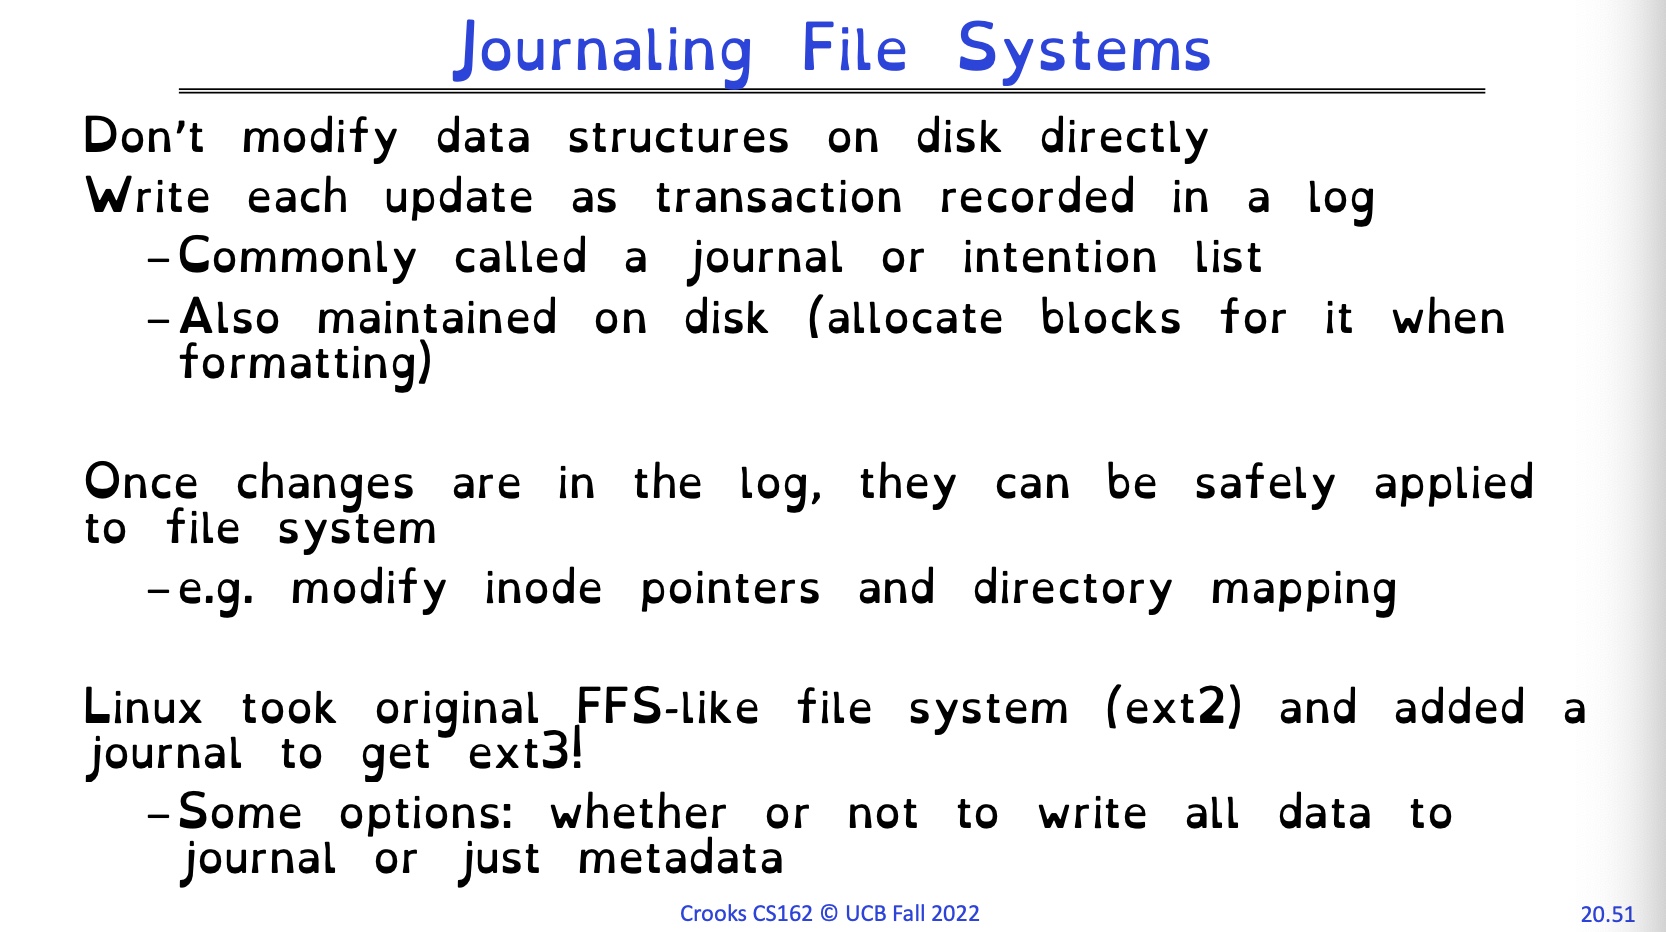 Journaling File Systems
Don't modify data structures on disk directly
Write each update as transaction recorded in a log
–Commonly called a journal or intention list
–Also maintained on disk (allocate blocks for it when
formatting)
Once changes are in the log, they can be safely applied
to file system
–e.g. modify inode pointers and directory mapping
Linux took original FFS-like file system (ext2) and added a
journal to get ext3!
–Some options: whether or not to write all data to
journal or just metadata
Crooks CS162 © UCB Fall 2022
20.51